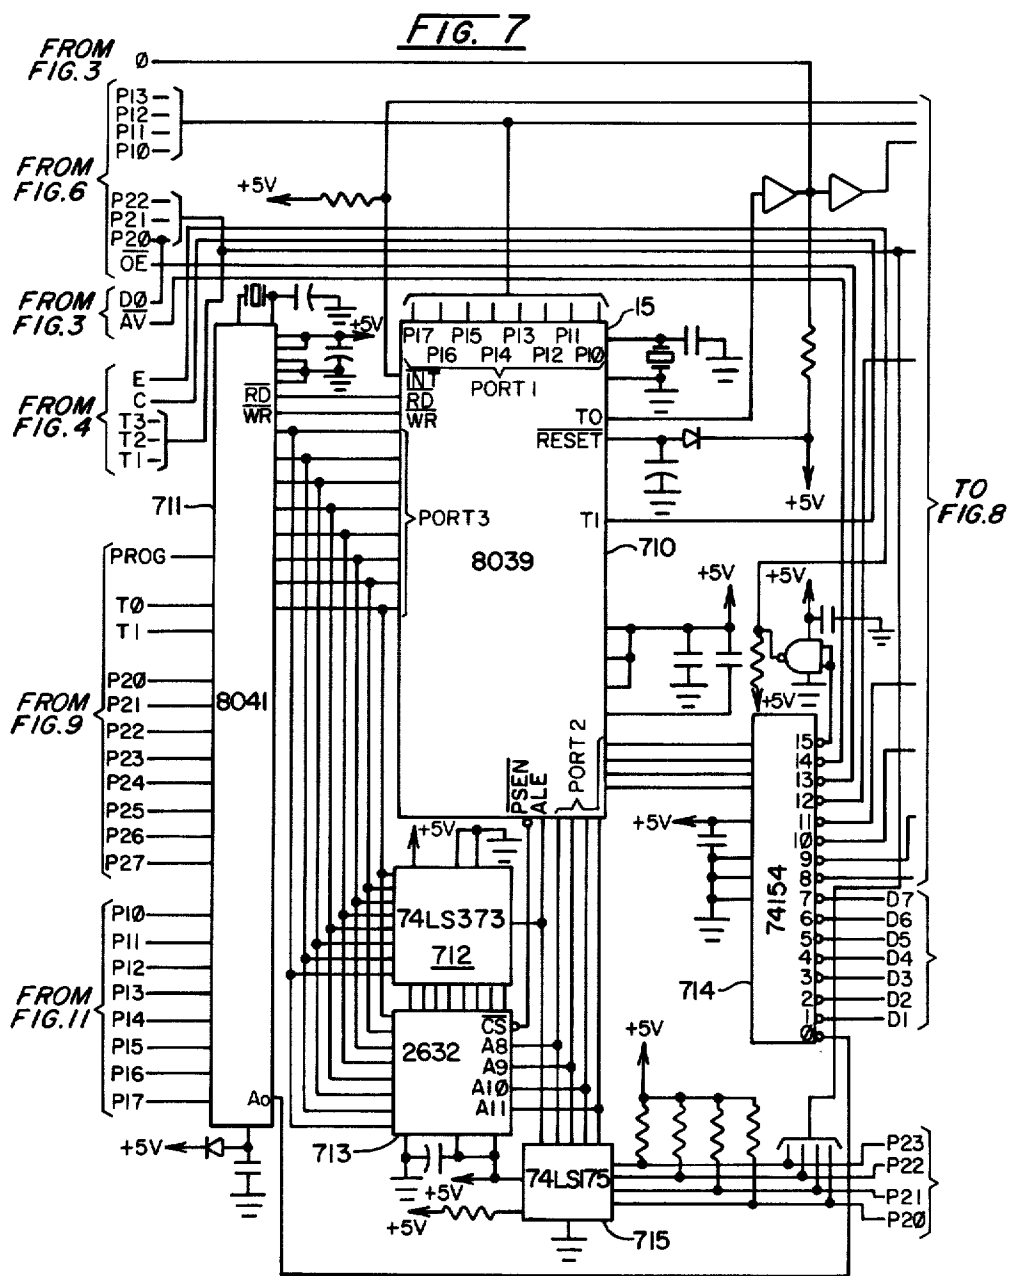 FIG. 7
FROM FIG. 3
Ø
P13
P12
P11
P1Ø
FROM FIG. 6
P22
P21
P2Ø
OE
+5V
FROM FIG. 3
DØ
AV
FROM FIG. 4
E
C
T3
T2
T1
+5V
15
P17 P15 P13 P11
P16 P14 P12 P1Ø
PORT 1
INT
RD
WR
RD
WR
TO
RESET
+5V
T1
TO FIG. 8
711
PORT 3
8039
710
FROM FIG. 9
PROG
TØ
T1
P2Ø
P21
P22
P23
P24
P25
P26
P27
8041
+5V
+5V
+5V
PORT 2
PSEN
ALE
+5V
+5V
15
14
13
12
11
1Ø
9
8
7
6
5
4
3
2
1
Ø
74154
714
D7
D6
D5
D4
D3
D2
D1
FROM FIG. 11
P1Ø
P11
P12
P13
P14
P15
P16
P17
Ao
+5V
74LS373
712
2632
CS
A8
A9
A1Ø
A11
713
+5V
+5V
+5V
74LS175
715
P23
P22
P21
P2Ø